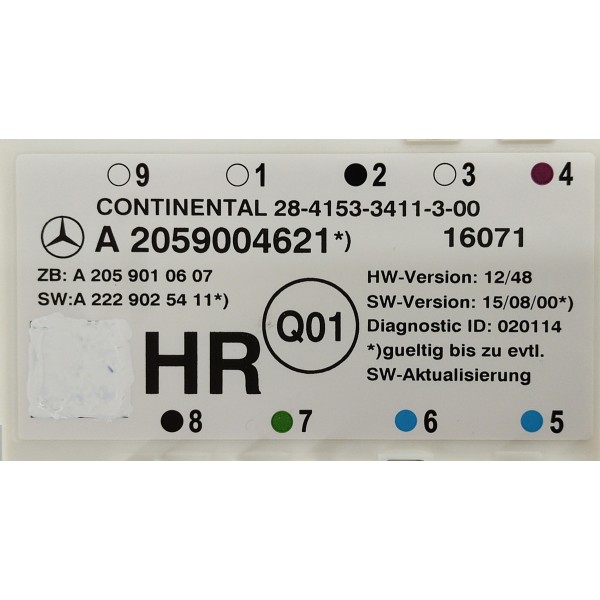 9 1 2 3 4
CONTINENTAL 28-4153-3411-3-00
A 2059004621*) 16071
ZB: A 205 901 06 07
SW:A 222 902 54 11*)
HW-Version: 12/48
SW-Version: 15/08/00*)
Diagnostic ID: 020114
*)gueltig bis zu evtl.
SW-Aktualisierung
HR
Q01
8 7 6 5